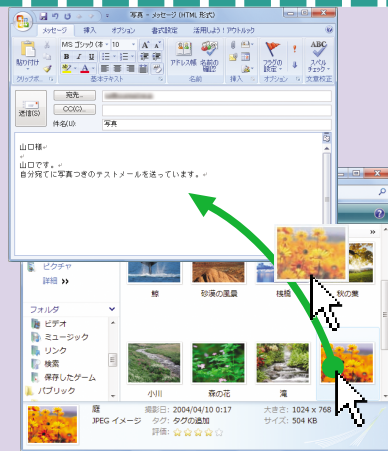 写真 - メッセージ (HTML 形式)
メッセージ 挿入 オプション 書式設定 活用しよう！アウトルック
貼り付け
MS ゴシック (本 10 A A
B I U
アドレス帳 名前の確認
フラグの設定
ABC スペルチェック
クリップボ... 基本テキスト 名前 挿入 オプション 文章校正
送信(S)
宛先...
CC(C)...
件名(U): 写真
山口様
山口です。
自分宛てに写真つきのテストメールを送っています。
ピクチャ
詳細 »
フォルダ
ビデオ
ミュージック
リンク
検索
保存したゲーム
パブリック
鯨 砂漠の風景 桟橋 秋の葉
小川 森の花 滝
庭 撮影日: 2004/04/10 0:17 大きさ: 1024 x 768
JPEG イメージ タグ: タグの追加 サイズ: 504 KB
評価: